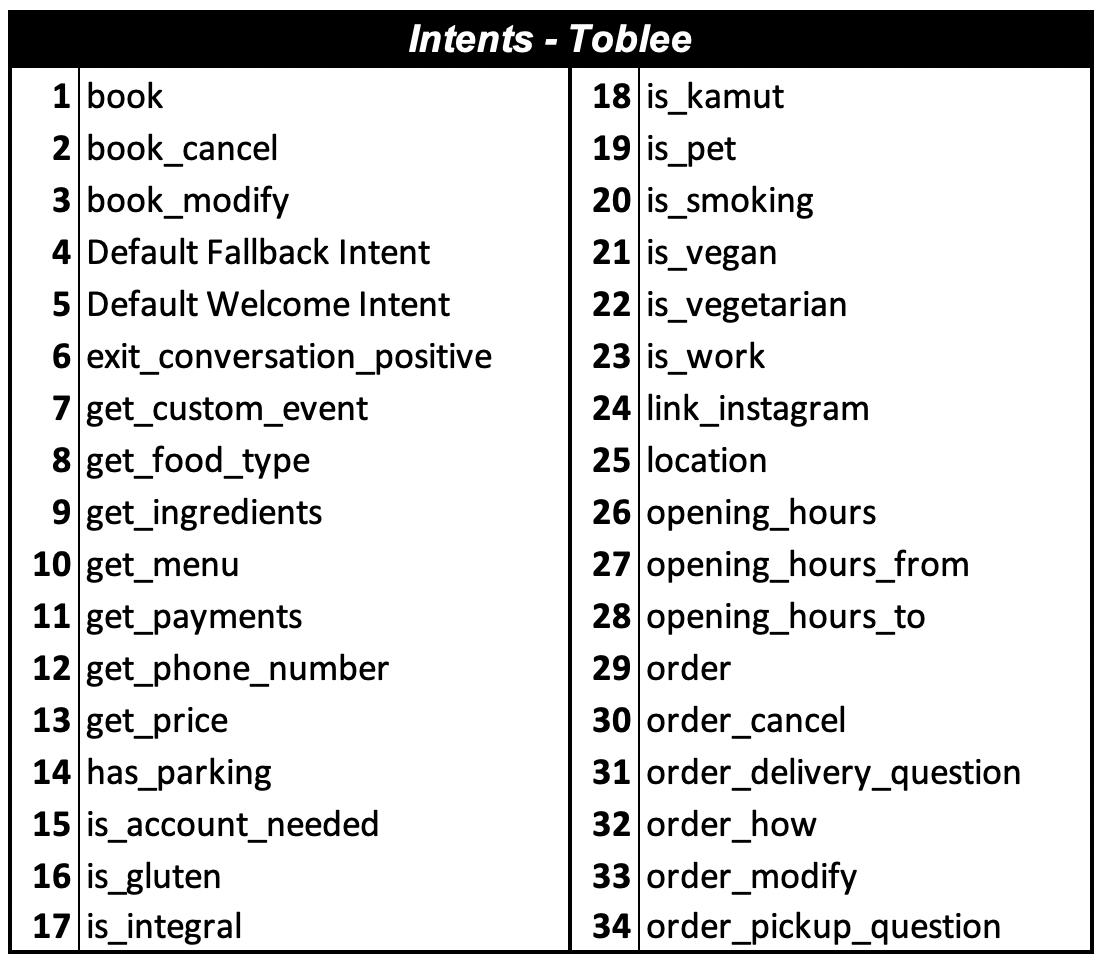 Intents - Toblee
1 book
2 book_cancel
3 book_modify
4 Default Fallback Intent
5 Default Welcome Intent
6 exit_conversation_positive
7 get_custom_event
8 get_food_type
9 get_ingredients
10 get_menu
11 get_payments
12 get_phone_number
13 get_price
14 has_parking
15 is_account_needed
16 is_gluten
17 is_integral
18 is_kamut
19 is_pet
20 is_smoking
21 is_vegan
22 is_vegetarian
23 is_work
24 link_instagram
25 location
26 opening_hours
27 opening_hours_from
28 opening_hours_to
29 order
30 order_cancel
31 order_delivery_question
32 order_how
33 order_modify
34 order_pickup_question